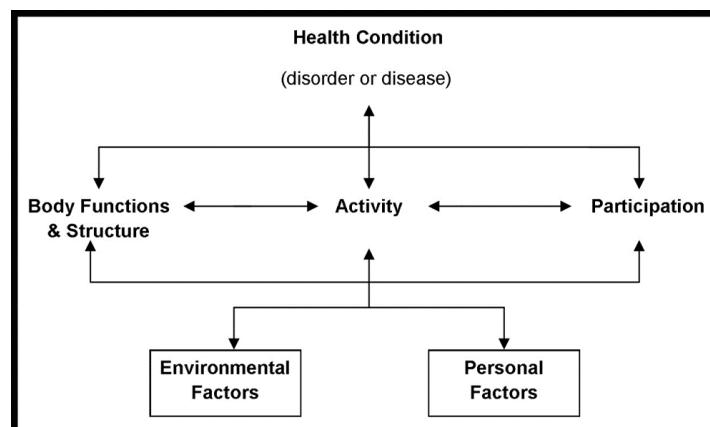 Health Condition
(disorder or disease)
Body Functions
& Structure
Activity
Participation
Environmental
Factors
Personal
Factors